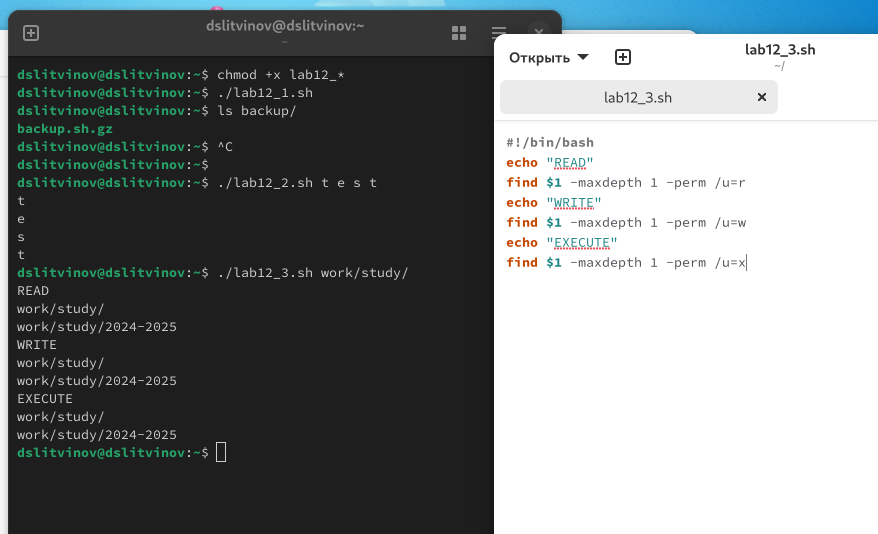 dslitvinov@dslitvinov:~
~
dslitvinov@dslitvinov:~$ chmod +x lab12_*
dslitvinov@dslitvinov:~$ ./lab12_1.sh
dslitvinov@dslitvinov:~$ ls backup/
backup.sh.gz
dslitvinov@dslitvinov:~$ ^C
dslitvinov@dslitvinov:~$
dslitvinov@dslitvinov:~$ ./lab12_2.sh t e s t
t
e
s
t
dslitvinov@dslitvinov:~$ ./lab12_3.sh work/study/
READ
work/study/
work/study/2024-2025
WRITE
work/study/
work/study/2024-2025
EXECUTE
work/study/
work/study/2024-2025
dslitvinov@dslitvinov:~$
Открыть
lab12_3.sh
~/
lab12_3.sh
#!/bin/bash
echo "READ"
find $1 -maxdepth 1 -perm /u=r
echo "WRITE"
find $1 -maxdepth 1 -perm /u=w
echo "EXECUTE"
find $1 -maxdepth 1 -perm /u=x